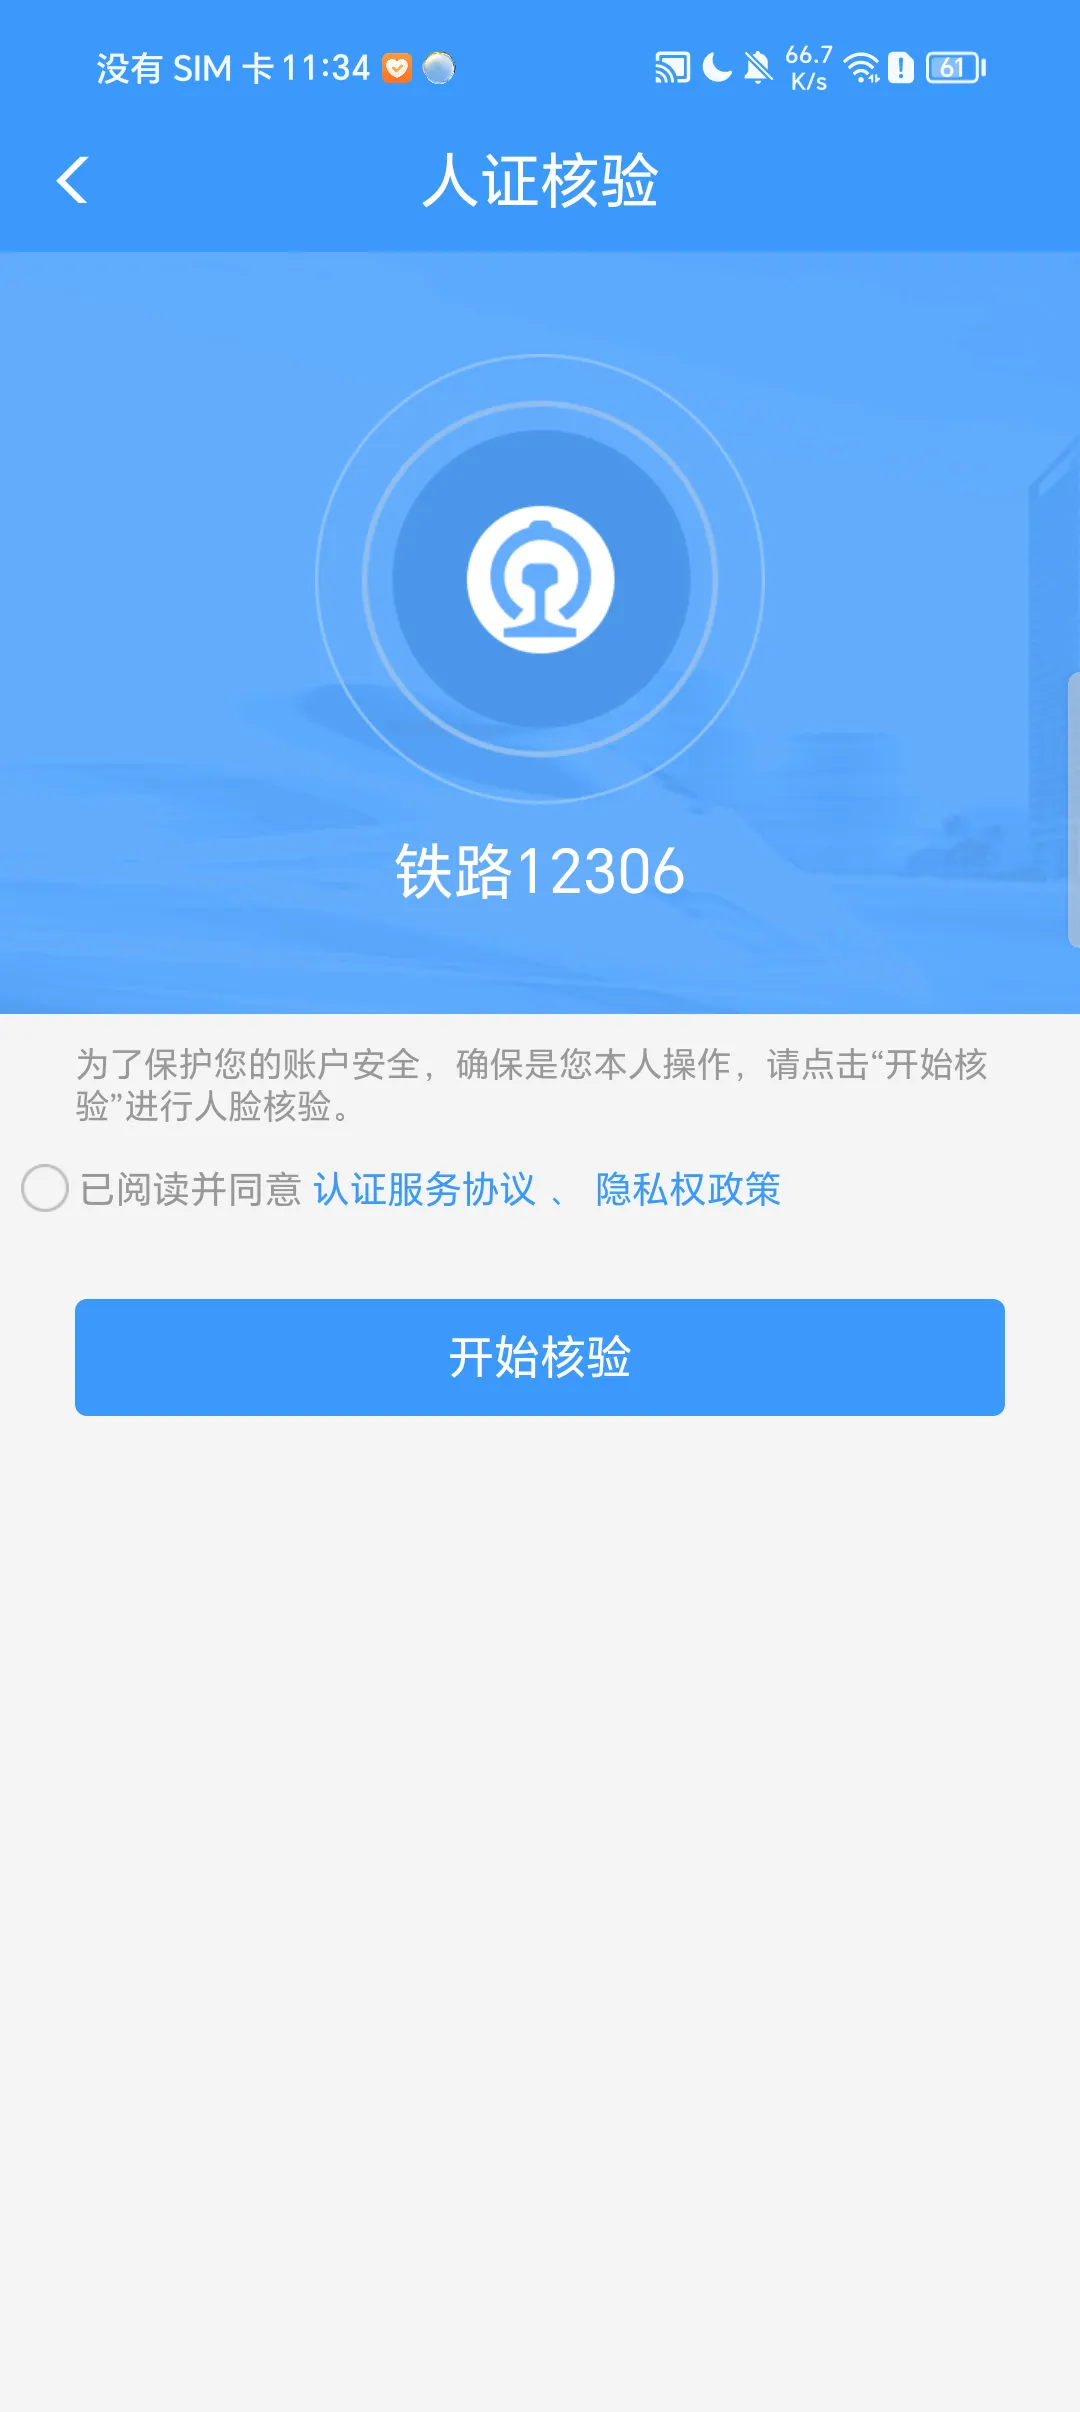 没有 SIM 卡 11:34 66.7 K/s 61
人证核验
铁路12306
为了保护您的账户安全，确保是您本人操作，请点击“开始核
验”进行人脸核验。
已阅读并同意 认证服务协议 、 隐私权政策
开始核验